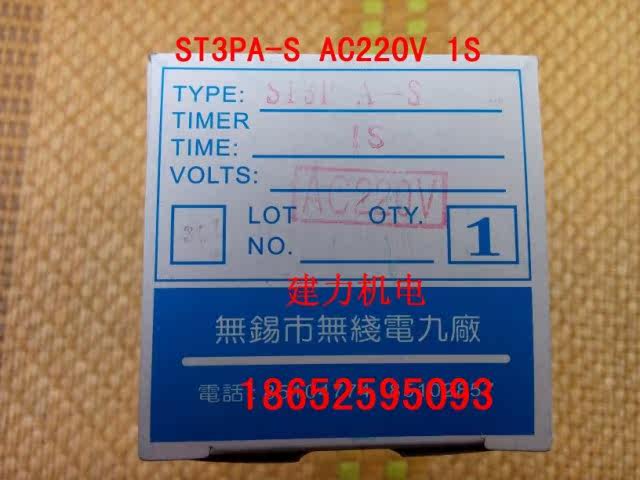 ST3PA-S AC220V 1S
TYPE: ST3P A-S
TIMER
TIME: 1S
VOLTS: AC220V
LOT QTY. 1
NO.
建力机电
無錫市無綫電九廠
電話:
18652595093